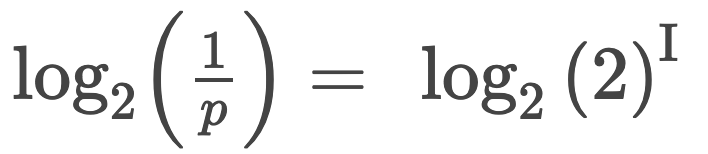 log₂(1/p) = log₂ (2)ᴵ